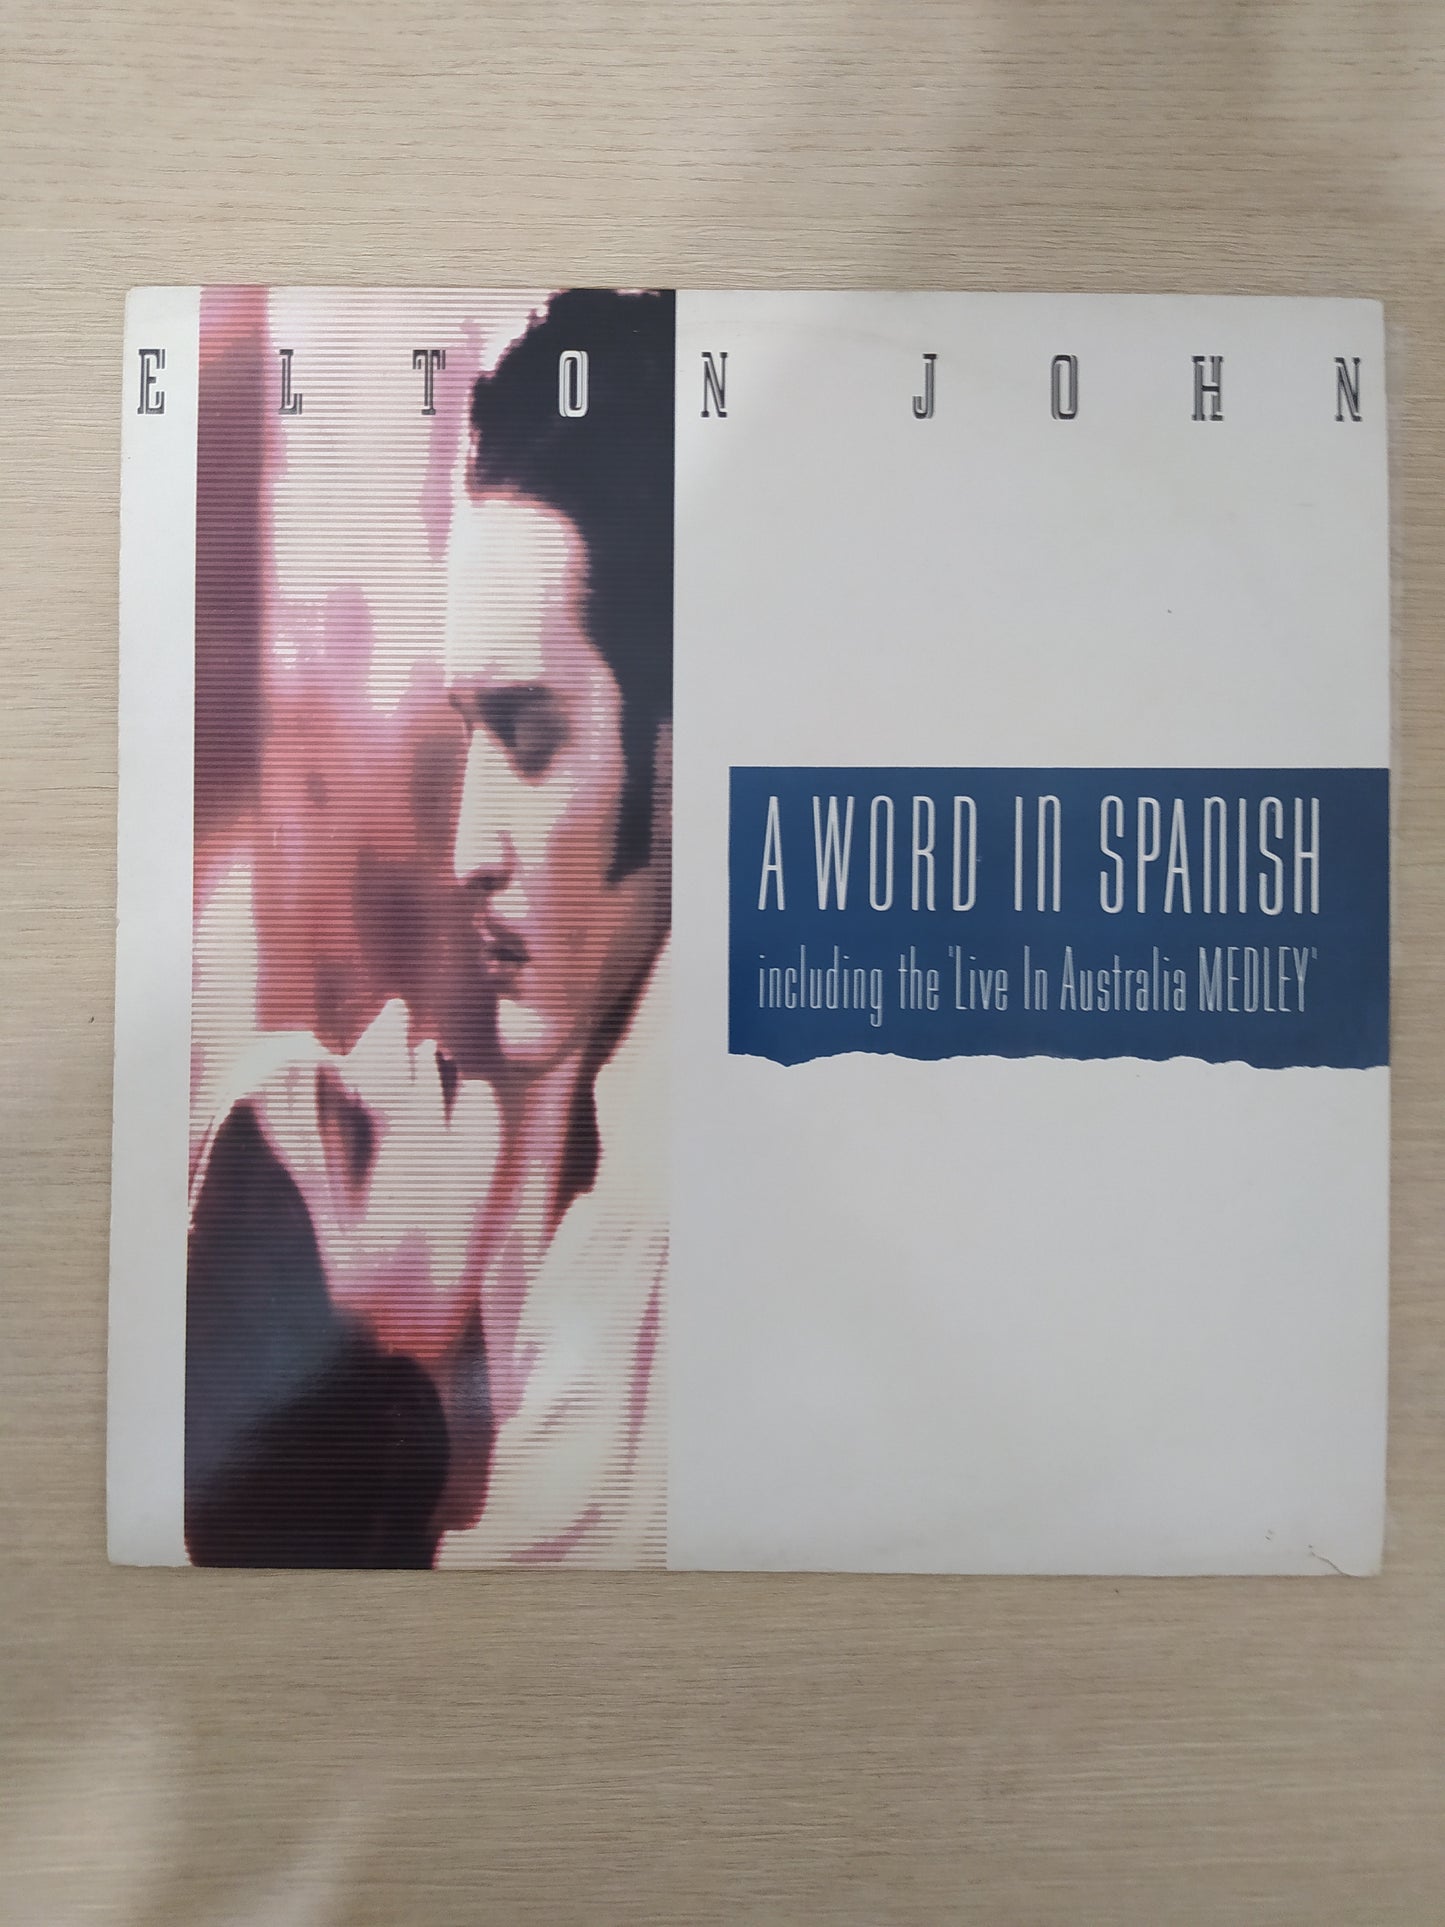 ELTON JOHN
A WORD IN SPANISH
including the "Live In Australia MEDLEY"